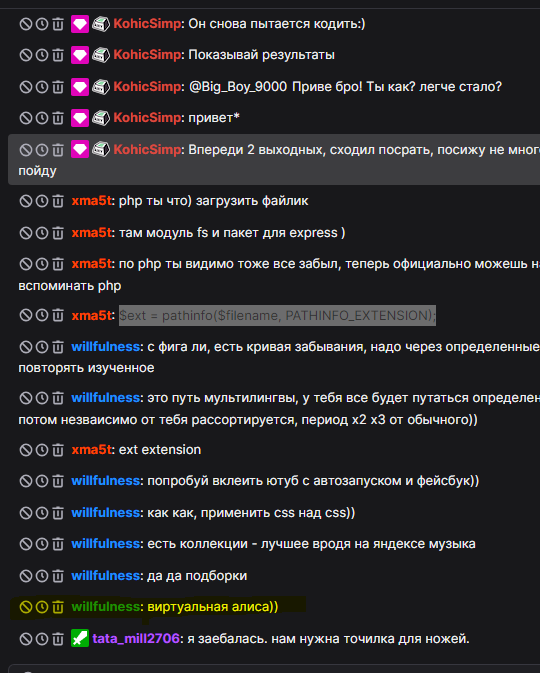 KohicSimp: Он снова пытается кодить:)
KohicSimp: Показывай результаты
KohicSimp: @Big_Boy_9000 Приве бро! Ты как? легче стало?
KohicSimp: привет*
KohicSimp: Впереди 2 выходных, сходил посрать, посижу не мног
пойду
xma5t: php ты что) загрузить файлик
xma5t: там модуль fs и пакет для express )
xma5t: по php ты видимо тоже все забыл, теперь официально можешь н
вспоминать php
xma5t: $ext = pathinfo($filename, PATHINFO_EXTENSION);
willfulness: с фига ли, есть кривая забывания, надо через определенные
повторять изученное
willfulness: это путь мультилингвы, у тебя все будет путаться определен
потом незваисимо от тебя рассортируется, период х2 х3 от обычного))
xma5t: ext extension
willfulness: попробуй вклеить ютуб с автозапуском и фейсбук))
willfulness: как как, применить css над css))
willfulness: есть коллекции - лучшее вродя на яндексе музыка
willfulness: да да подборки
willfulness: виртуальная алиса))
tata_mill2706: я заебалась. нам нужна точилка для ножей.